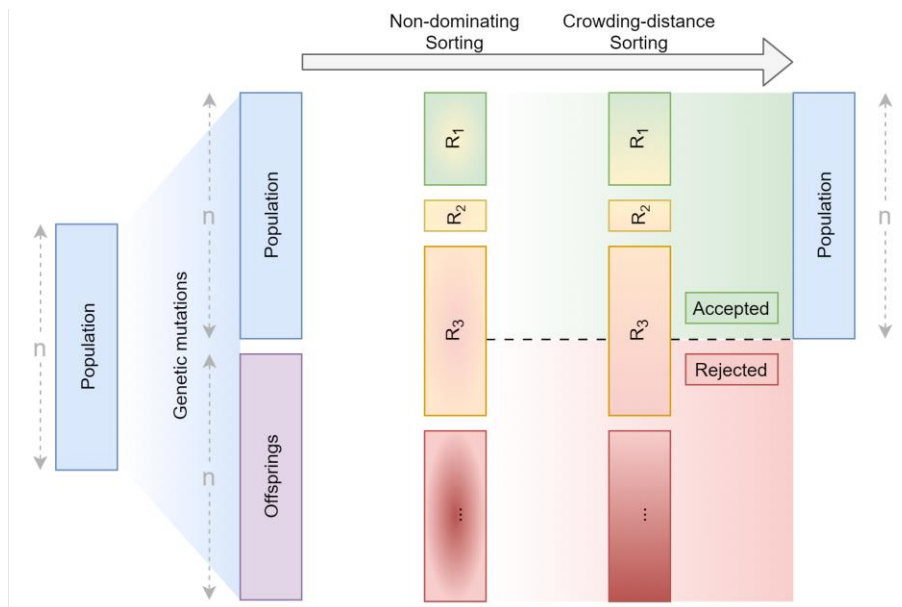 Non-dominating
Sorting
Crowding-distance
Sorting
n
Population
Genetic mutations
n
Population
n
Offsprings
R1
R2
R3
...
R1
R2
R3
...
Accepted
Rejected
Population
n